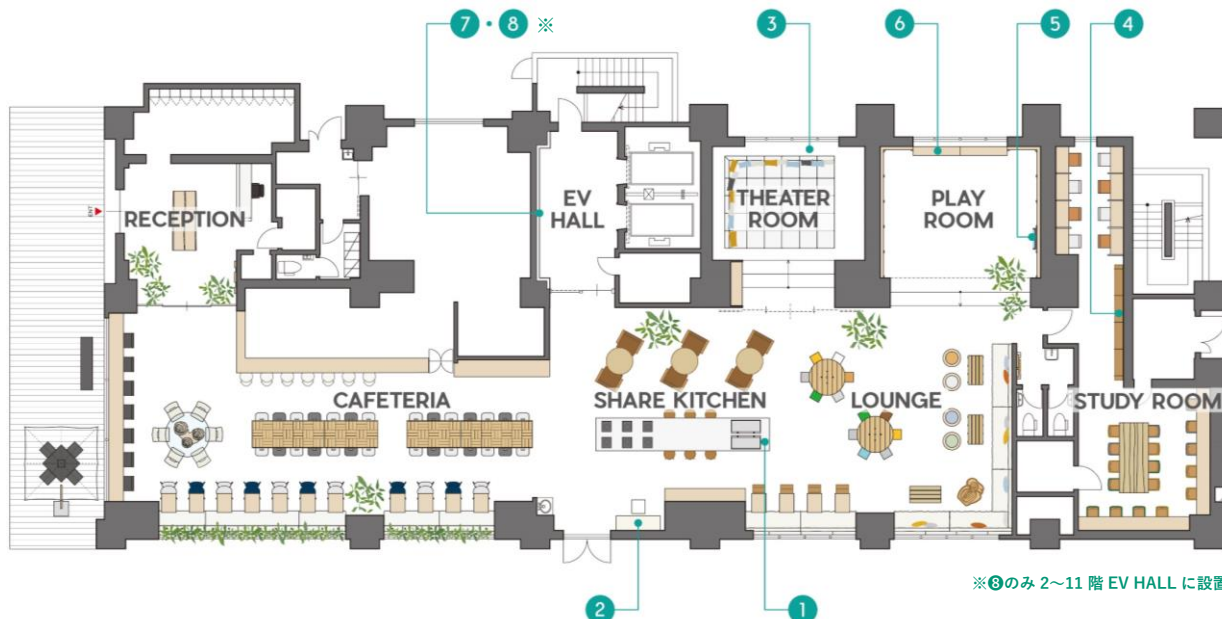 7・8 ※
3
6
5
4
ENT
RECEPTION
EV
HALL
THEATER
ROOM
PLAY
ROOM
CAFETERIA
SHARE KITCHEN
LOUNGE
STUDY ROOM
※8のみ 2〜11 階 EV HALL に設置
2
1